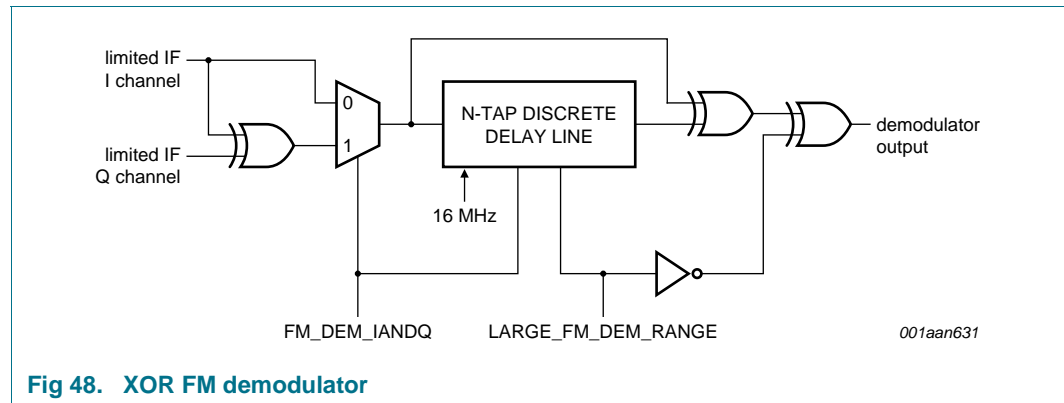 limited IF
I channel
limited IF
Q channel
0
1
N-TAP DISCRETE
DELAY LINE
16 MHz
demodulator
output
FM_DEM_IANDQ
LARGE_FM_DEM_RANGE
001aan631
Fig 48. XOR FM demodulator